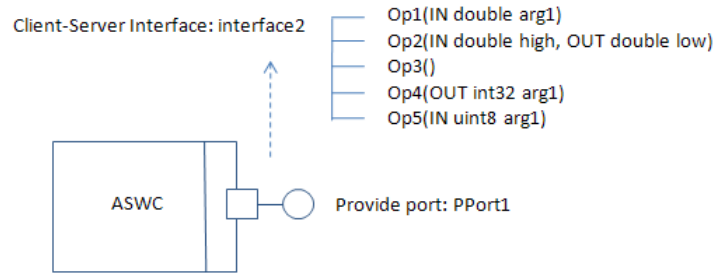 Client-Server Interface: interface2
Op1(IN double arg1)
Op2(IN double high, OUT double low)
Op3()
Op4(OUT int32 arg1)
Op5(IN uint8 arg1)
ASWC
Provide port: PPort1